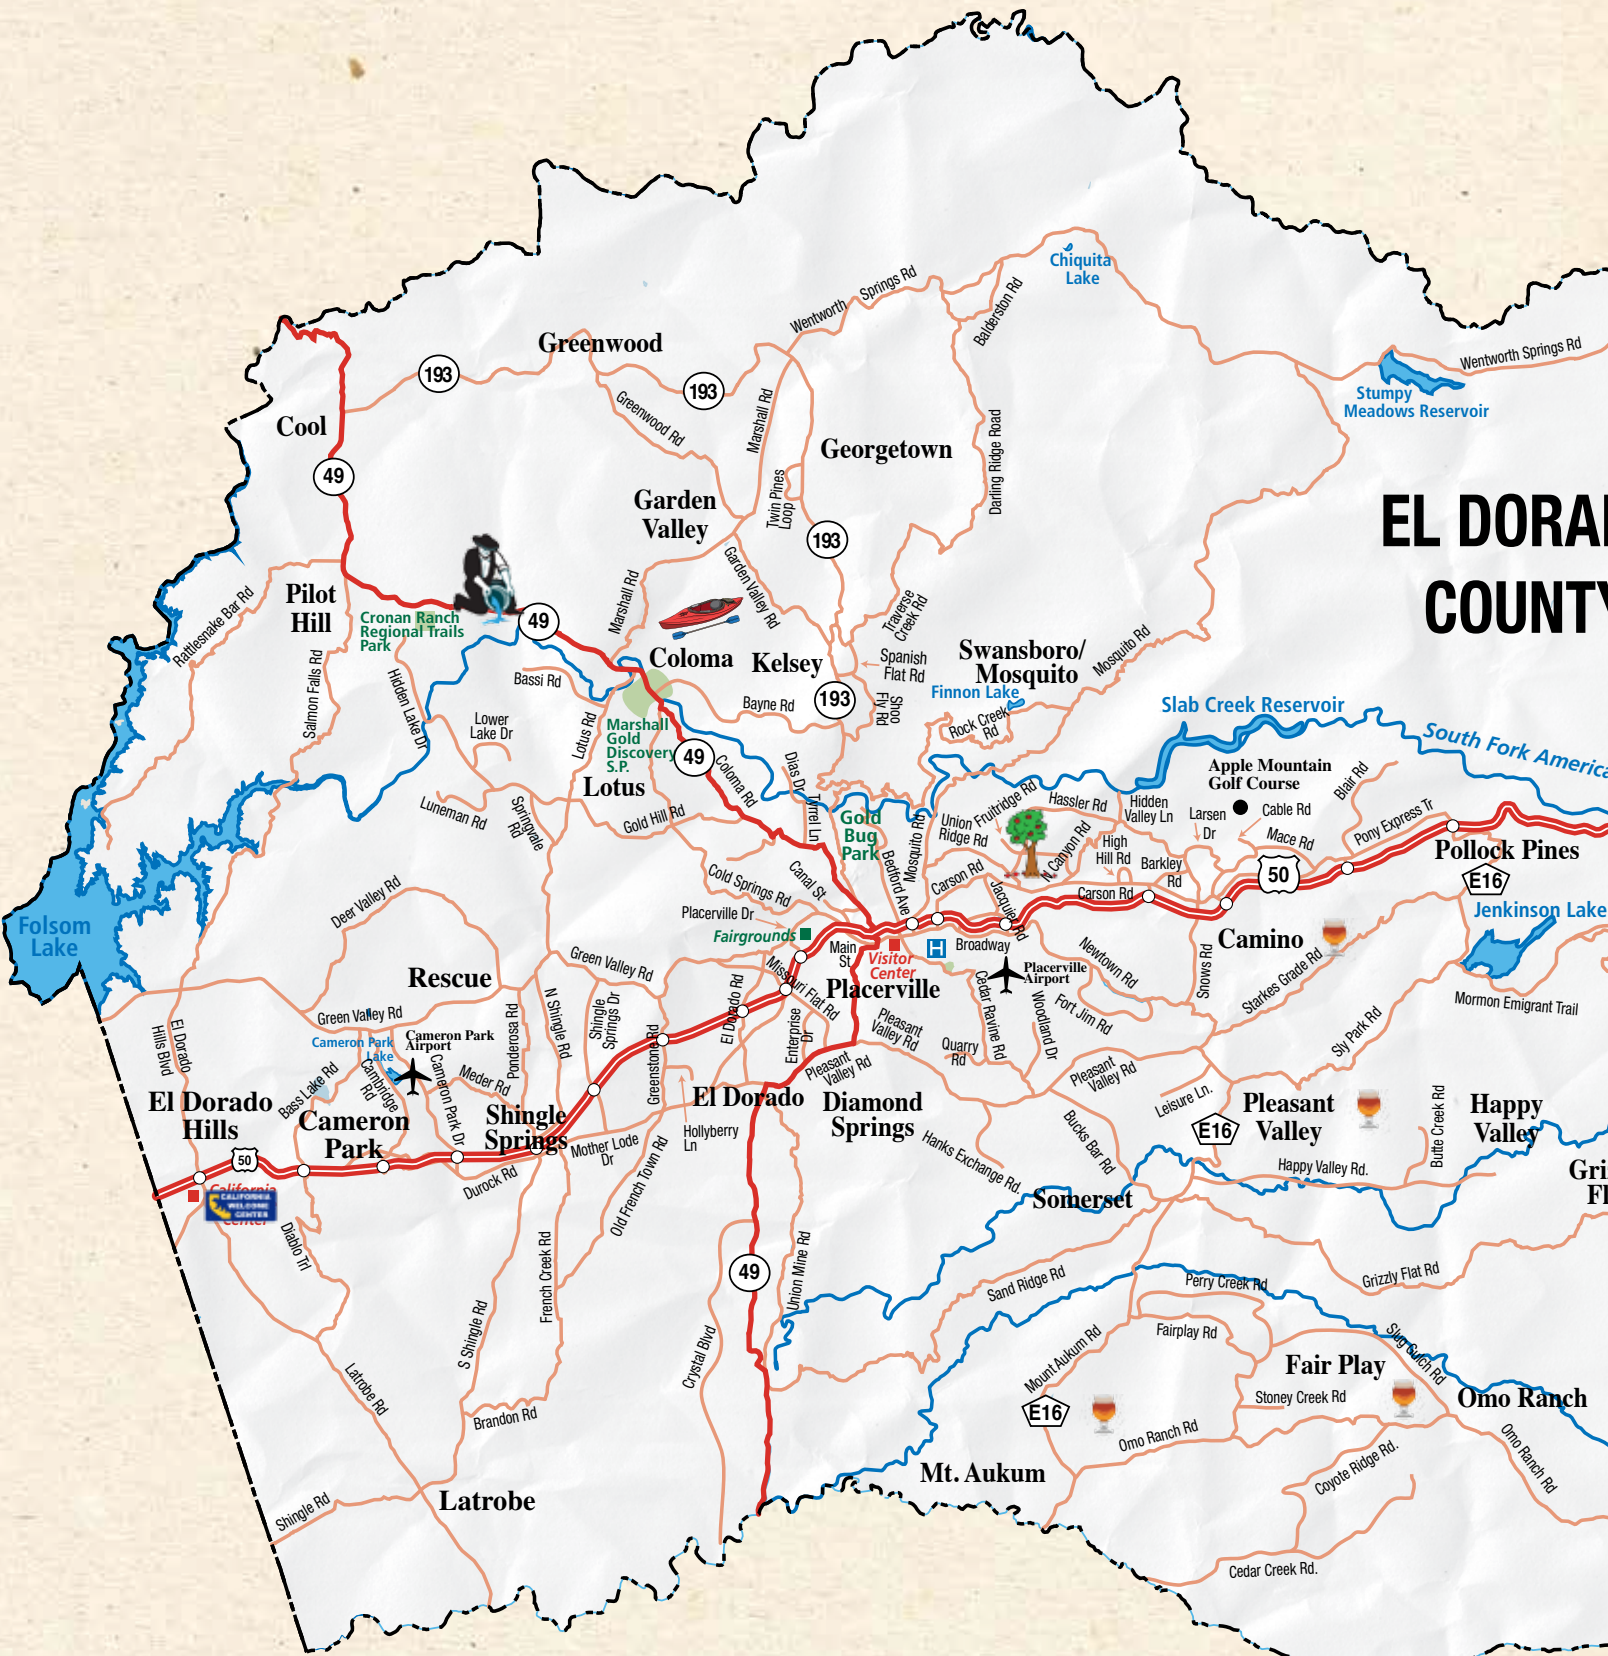 Chiquita
Lake
Wentworth Springs Rd
Balderston Rd
Greenwood
193
193
Wentworth Springs Rd
Stumpy
Meadows Reservoir
Cool
Greenwood Rd
Marshall Rd
Georgetown
Darling Ridge Road
49
Garden
Valley
Twin Pines
Loop
193
EL DORA
COUNTY
Rattlesnake Bar Rd
Pilot
Hill
Cronan Ranch
Regional Trails
Park
49
Marshall Rd
Garden Valley Rd
Traverse
Creek Rd
Coloma
Kelsey
Spanish
Flat Rd
Swansboro/
Mosquito
Mosquito Rd
Salmon Falls Rd
Hidden Lake Dr
Bassi Rd
Bayne Rd
193
Shoo
Fly Rd
Finnon Lake
Rock Creek
Rd
Slab Creek Reservoir
South Fork America
Lower
Lake Dr
Lotus Rd
Marshall
Gold
Discovery
S.P.
49
Coloma Rd
Dias Dr
Apple Mountain
Golf Course
Blair Rd
Lotus
Luneman Rd
Springvale
Rd
Gold Hill Rd
Tyrrel Ln
Gold
Bug
Park
Mosquito Rd
Union
Ridge Rd
Fruitridge Rd
Hassler Rd
Hidden
Valley Ln
Larsen
Dr
Cable Rd
Mace Rd
Pony Express Tr
Pollock Pines
Bedford Ave
Carson Rd
N Canyon Rd
High
Hill Rd
Barkley
Rd
50
E16
Cold Springs Rd
Canal St
Jacquier Rd
Carson Rd
Deer Valley Rd
Placerville Dr
Fairgrounds
Main
St
Visitor
Center
H
Broadway
Camino
Jenkinson Lake
Folsom
Lake
Rescue
Green Valley Rd
Missouri Flat Rd
Placerville
Placerville
Airport
Newtown Rd
Snows Rd
Starkes Grade Rd
Mormon Emigrant Trail
El Dorado
Hills Blvd
Green Valley Rd
Cameron Park
Lake
Cameron Park
Airport
Ponderosa Rd
N Shingle Rd
Shingle
Springs Dr
Greenstone Rd
El Dorado Rd
Enterprise
Dr
Pleasant
Valley Rd
Cedar Ravine Rd
Woodland Dr
Fort Jim Rd
Sly Park Rd
Quarry
Rd
Bass Lake Rd
Cambridge
Rd
Cameron Park Dr
Meder Rd
Pleasant
Valley Rd
Pleasant
Valley Rd
El Dorado
Hills
Cameron
Park
Shingle
Springs
El Dorado
Diamond
Springs
Leisure Ln.
Pleasant
Valley
Butte Creek Rd
Happy
Valley
E16
Mother Lode
Dr
Hollyberry
Ln
Hanks Exchange Rd.
Bucks Bar Rd
Happy Valley Rd.
Gri
Fl
50
Durock Rd
Old French Town Rd
Somerset
California
CALIFORNIA
WELCOME
CENTER
Center
Diablo Trl
French Creek Rd
49
Union Mine Rd
Sand Ridge Rd
Perry Creek Rd
Grizzly Flat Rd
S Shingle Rd
Crystal Blvd
Mount Aukum Rd
Fairplay Rd
Slug Gulch Rd
Fair Play
Latrobe Rd
Brandon Rd
E16
Stoney Creek Rd
Omo Ranch
Omo Ranch Rd
Omo Ranch Rd
Mt. Aukum
Coyote Ridge Rd.
Latrobe
Shingle Rd
Cedar Creek Rd.